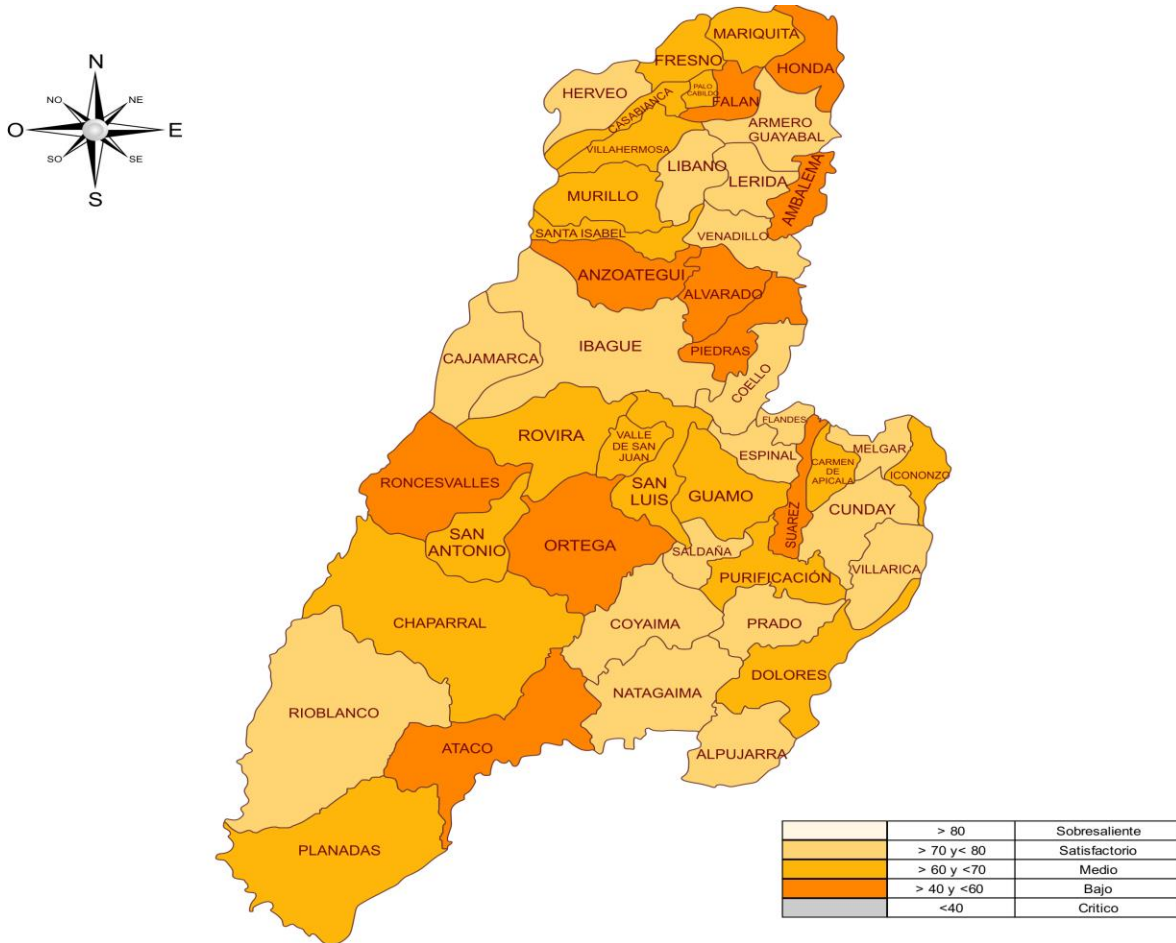 N
NO
NE
O
E
SO
SE
S
MARIQUITA
FRESNO
HONDA
HERVEO
PALO
CABILDO
CASABIANCA
FALAN
ARMERO
GUAYABAL
VILLAHERMOSA
LIBANO
LERIDA
AMBALEMA
MURILLO
SANTA ISABEL
VENADILLO
ANZOATEGUI
ALVARADO
IBAGUE
PIEDRAS
CAJAMARCA
COELLO
FLANDES
ROVIRA
VALLE
DE SAN
JUAN
ESPINAL
CARMEN
DE
APICALA
MELGAR
ICONONZO
RONCESVALLES
SAN
LUIS
GUAMO
SUAREZ
CUNDAY
SAN
ANTONIO
ORTEGA
SALDAÑA
VILLARICA
PURIFICACIÓN
CHAPARRAL
COYAIMA
PRADO
DOLORES
NATAGAIMA
RIOBLANCO
ATACO
ALPUJARRA
PLANADAS
> 80 Sobresaliente
> 70 y< 80 Satisfactorio
> 60 y <70 Medio
> 40 y <60 Bajo
<40 Critico